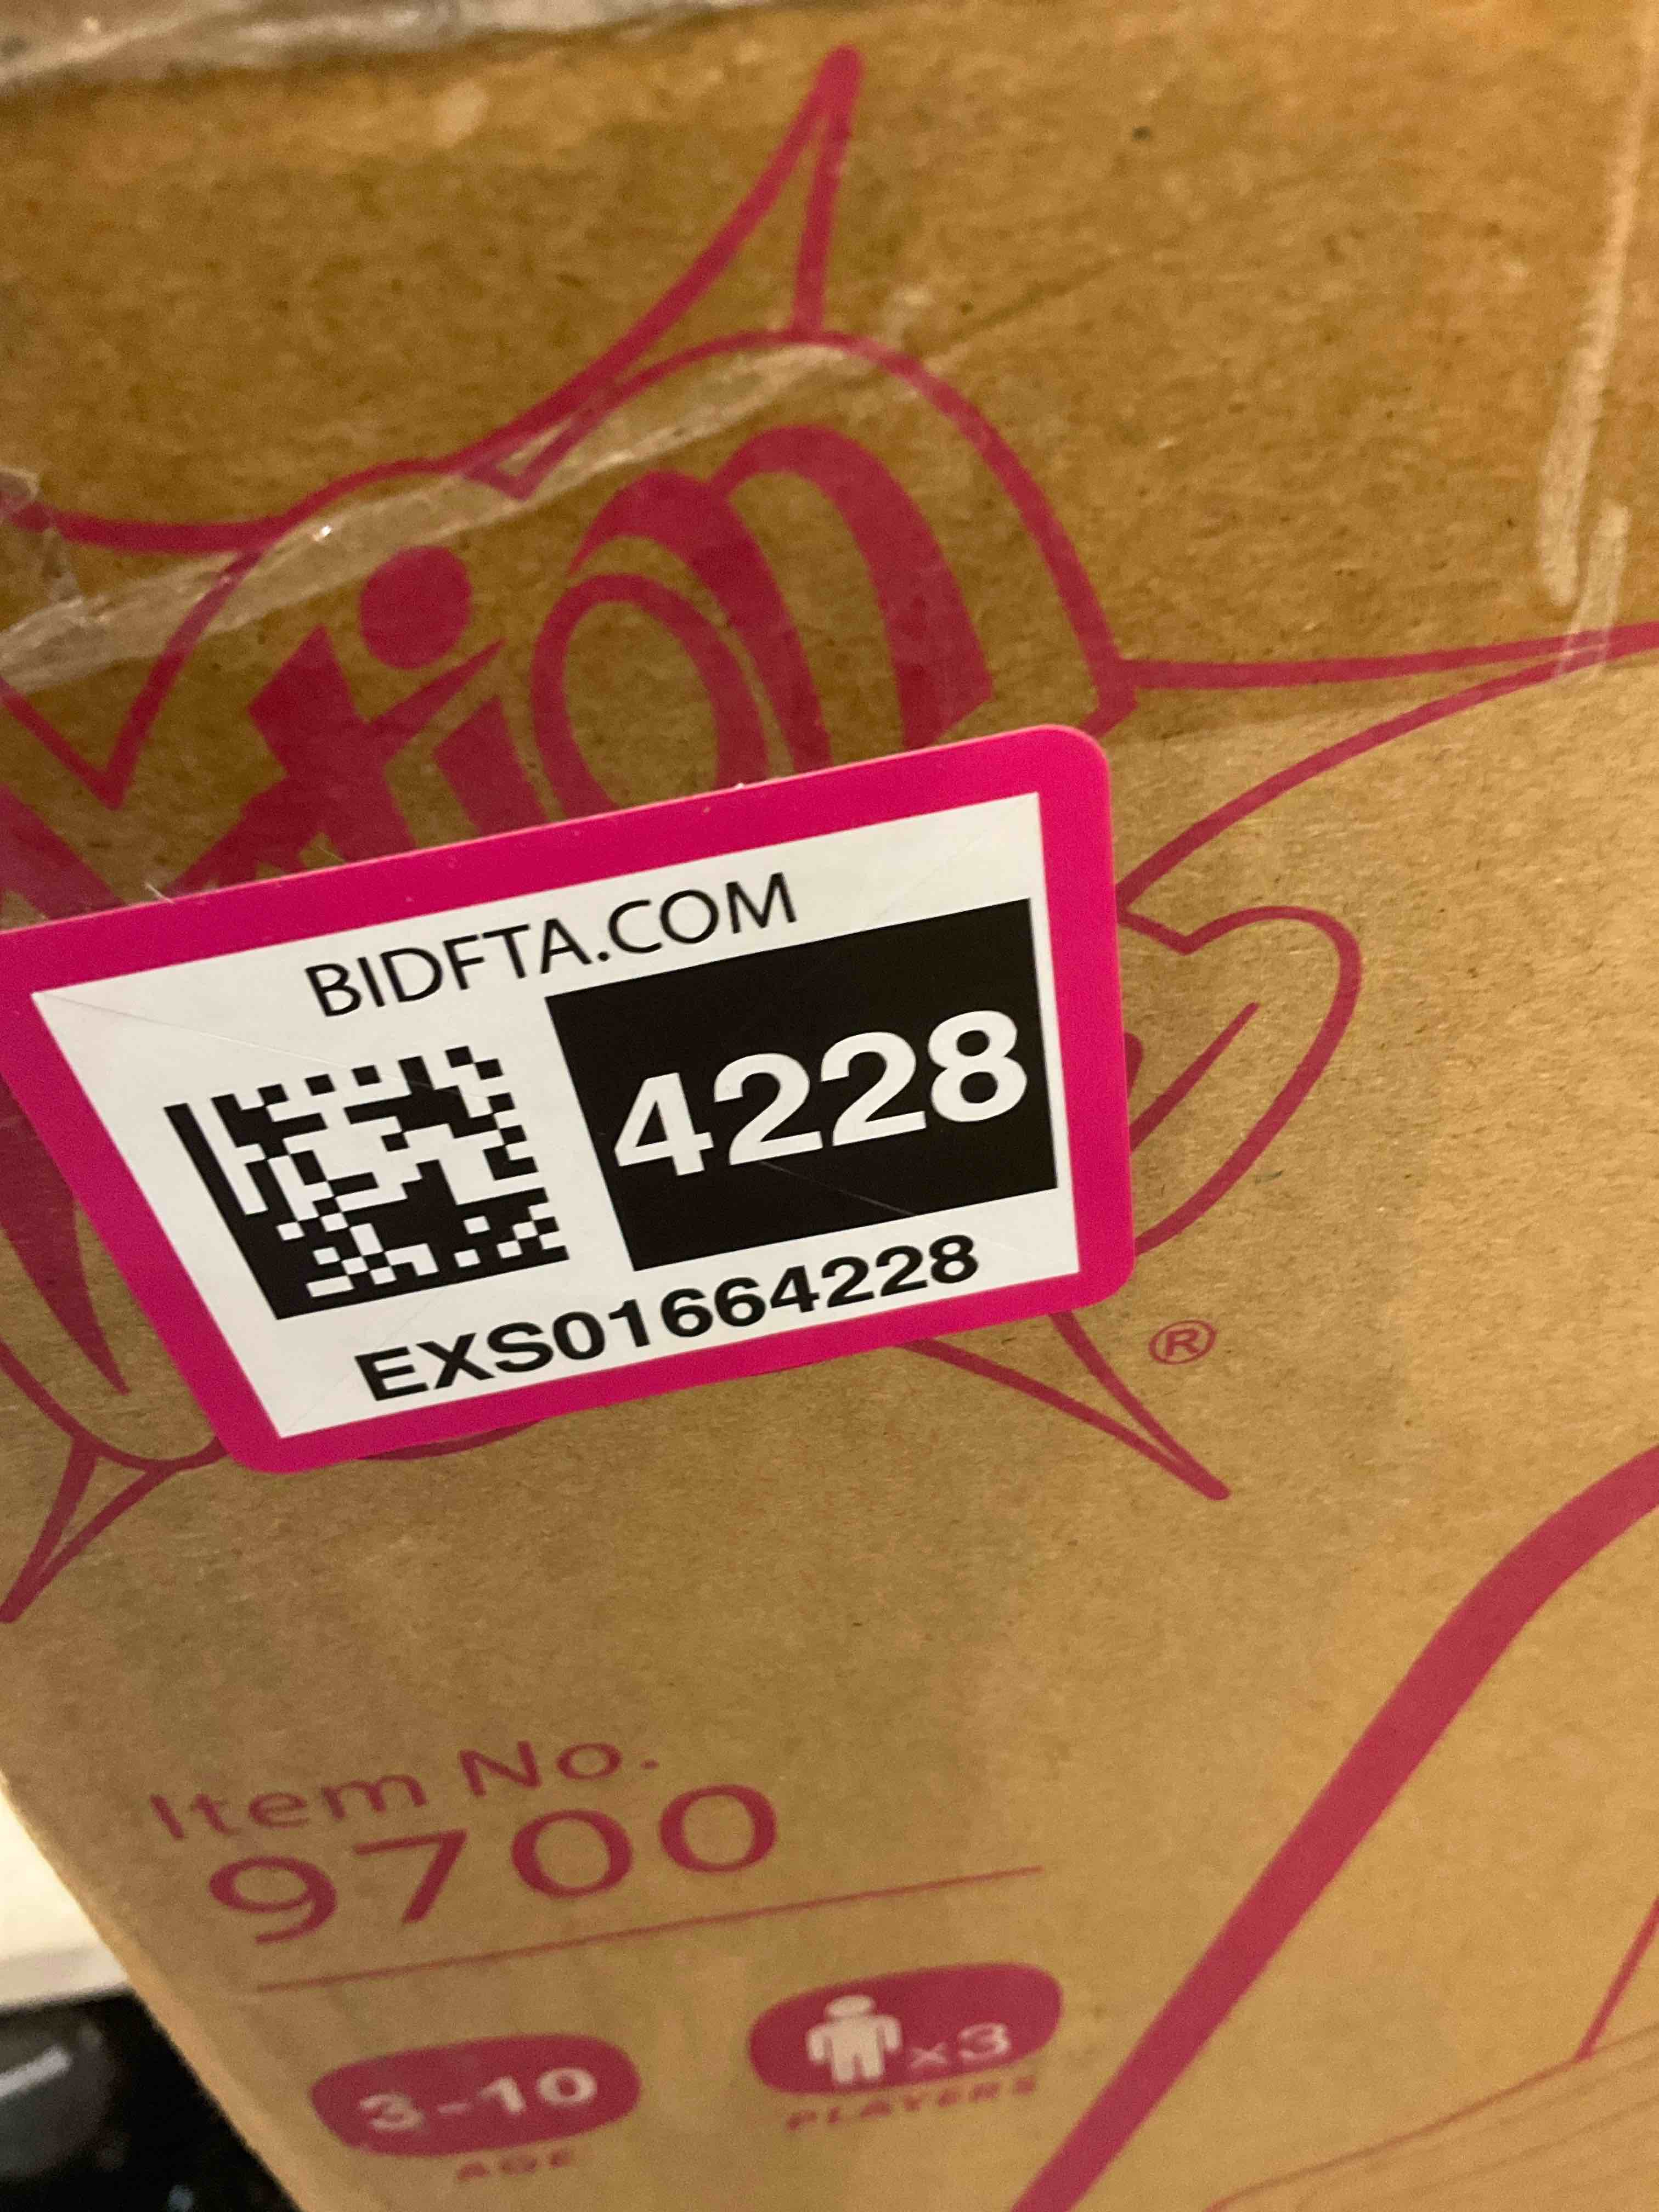 BIDFTA.COM
4228
EXS01664228
®
Item No.
9700
3-10
AGE
x3
PLAYERS